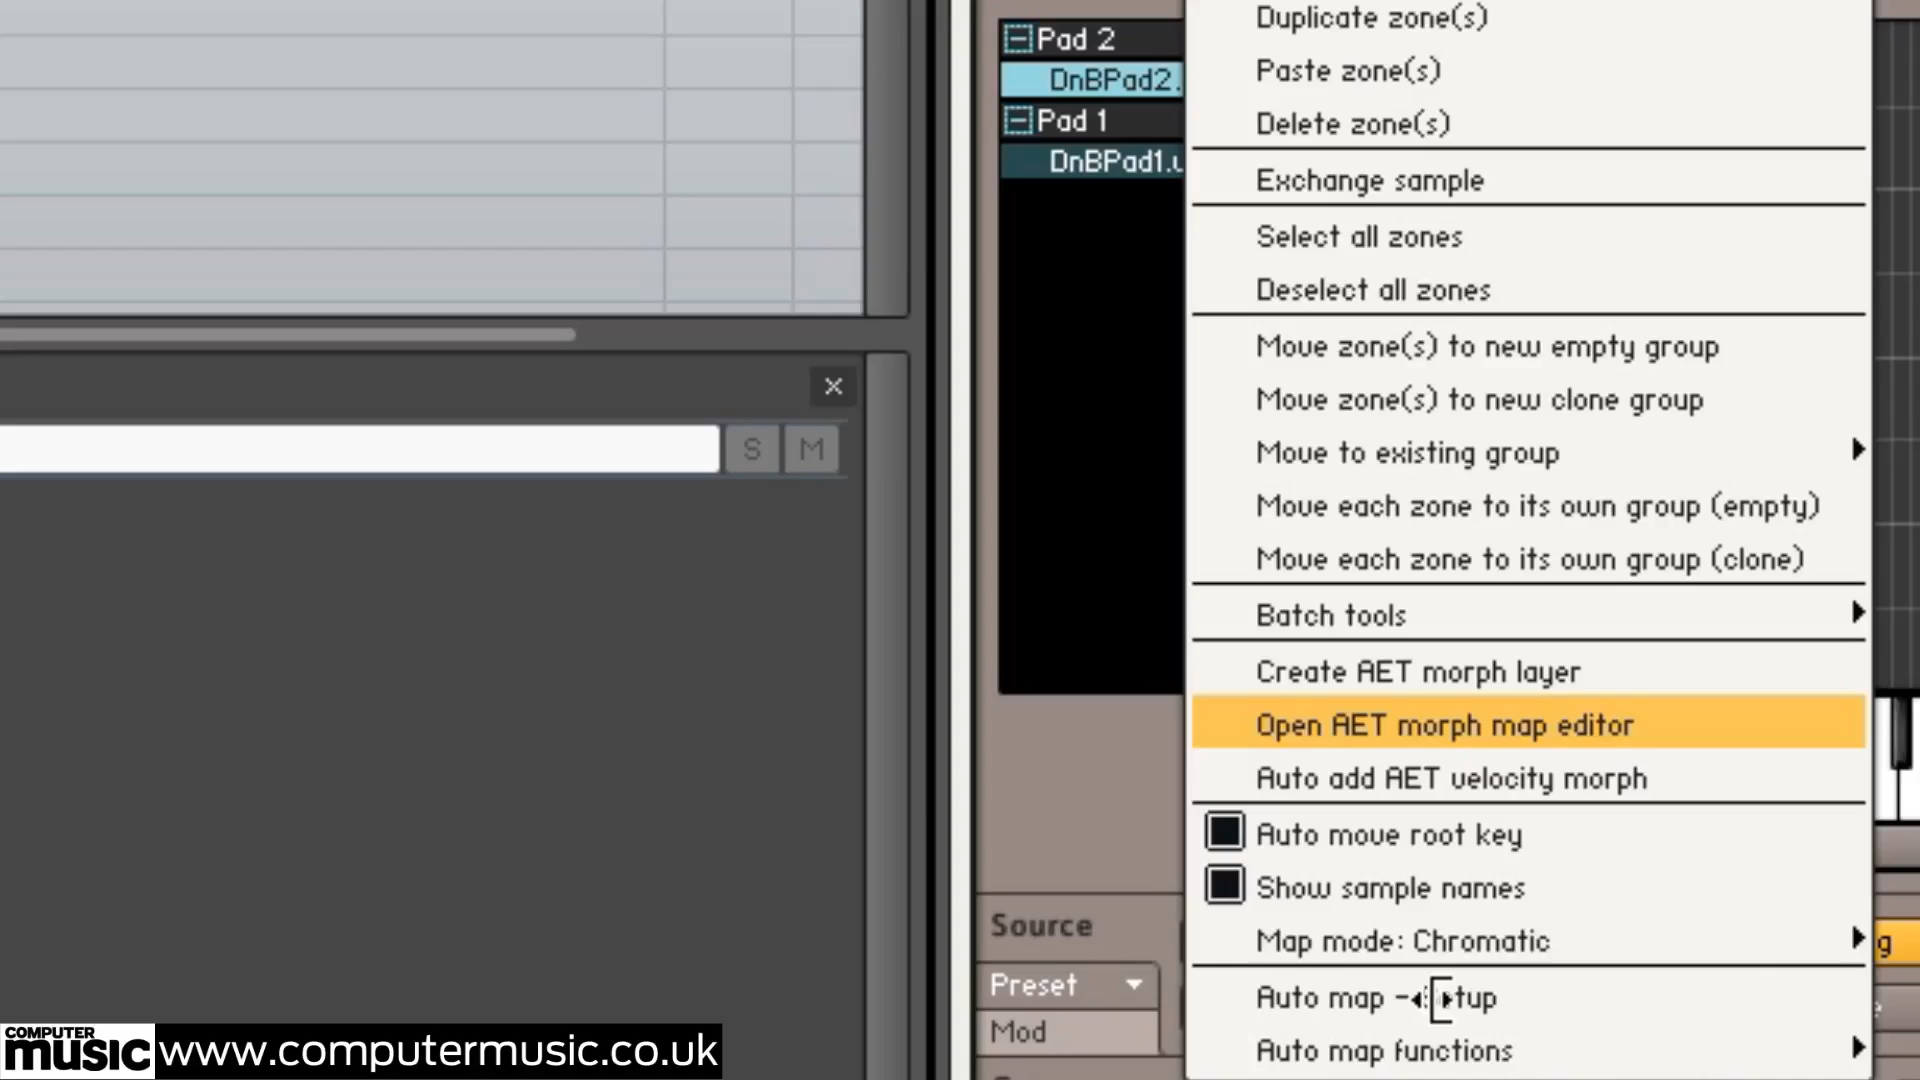 Pad 2
DnBPad2.
Pad 1
DnBPad1.
Duplicate zone(s)
Paste zone(s)
Delete zone(s)
Exchange sample
Select all zones
Deselect all zones
Move zone(s) to new empty group
Move zone(s) to new clone group
Move to existing group
Move each zone to its own group (empty)
Move each zone to its own group (clone)
Batch tools
Create AET morph layer
Open AET morph map editor
Auto add AET velocity morph
Auto move root key
Show sample names
Map mode: Chromatic
Auto map -
Auto map functions
S M
Source
Preset
Mod
g
COMPUTER
music www.computermusic.co.uk